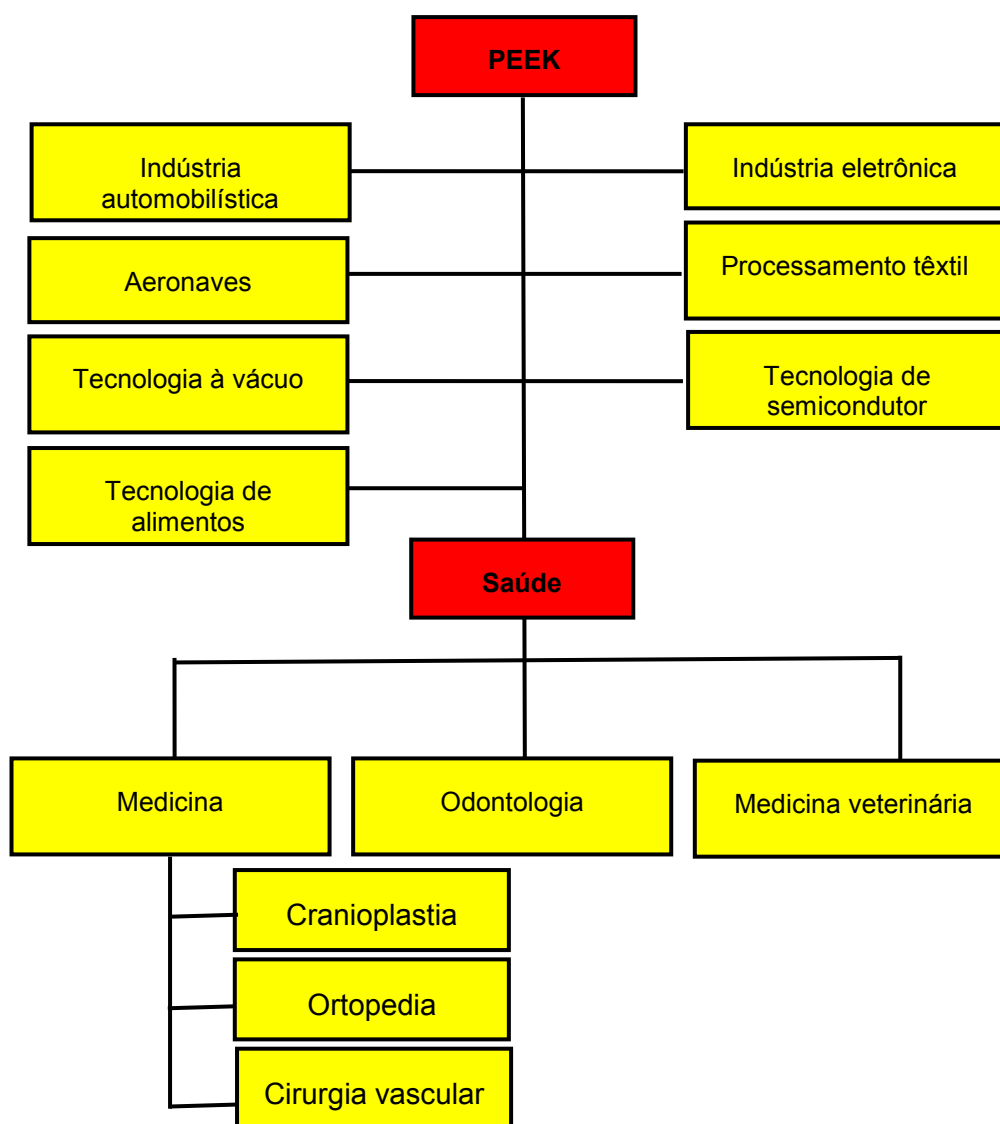 PEEK
Indústria
automobilística
Indústria eletrônica
Aeronaves
Processamento têxtil
Tecnologia à vácuo
Tecnologia de
semicondutor
Tecnologia de
alimentos
Saúde
Medicina
Odontologia
Medicina veterinária
Cranioplastia
Ortopedia
Cirurgia vascular